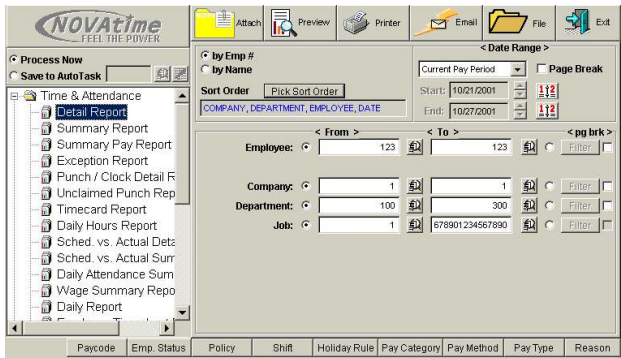 NOVAtime
FEEL THE POWER
Attach Preview Printer Email File Exit
Process Now
Save to AutoTask
Time & Attendance
Detail Report
Summary Report
Summary Pay Report
Exception Report
Punch / Clock Detail R
Unclaimed Punch Rep
Timecard Report
Daily Hours Report
Sched. vs. Actual Deta
Sched. vs. Actual Sum
Daily Attendance Sum
Wage Summary Repo
Daily Report
by Emp #
by Name
Sort Order Pick Sort Order
COMPANY, DEPARTMENT, EMPLOYEE, DATE
< Date Range >
Current Pay Period Page Break
Start: 10/21/2001
End: 10/27/2001
< From > < To > < pg brk >
Employee: 123 123 Filter
Company: 1 1 Filter
Department: 100 300 Filter
Job: 1 678901234567890 Filter
Paycode Emp. Status Policy Shift Holiday Rule Pay Category Pay Method Pay Type Reason